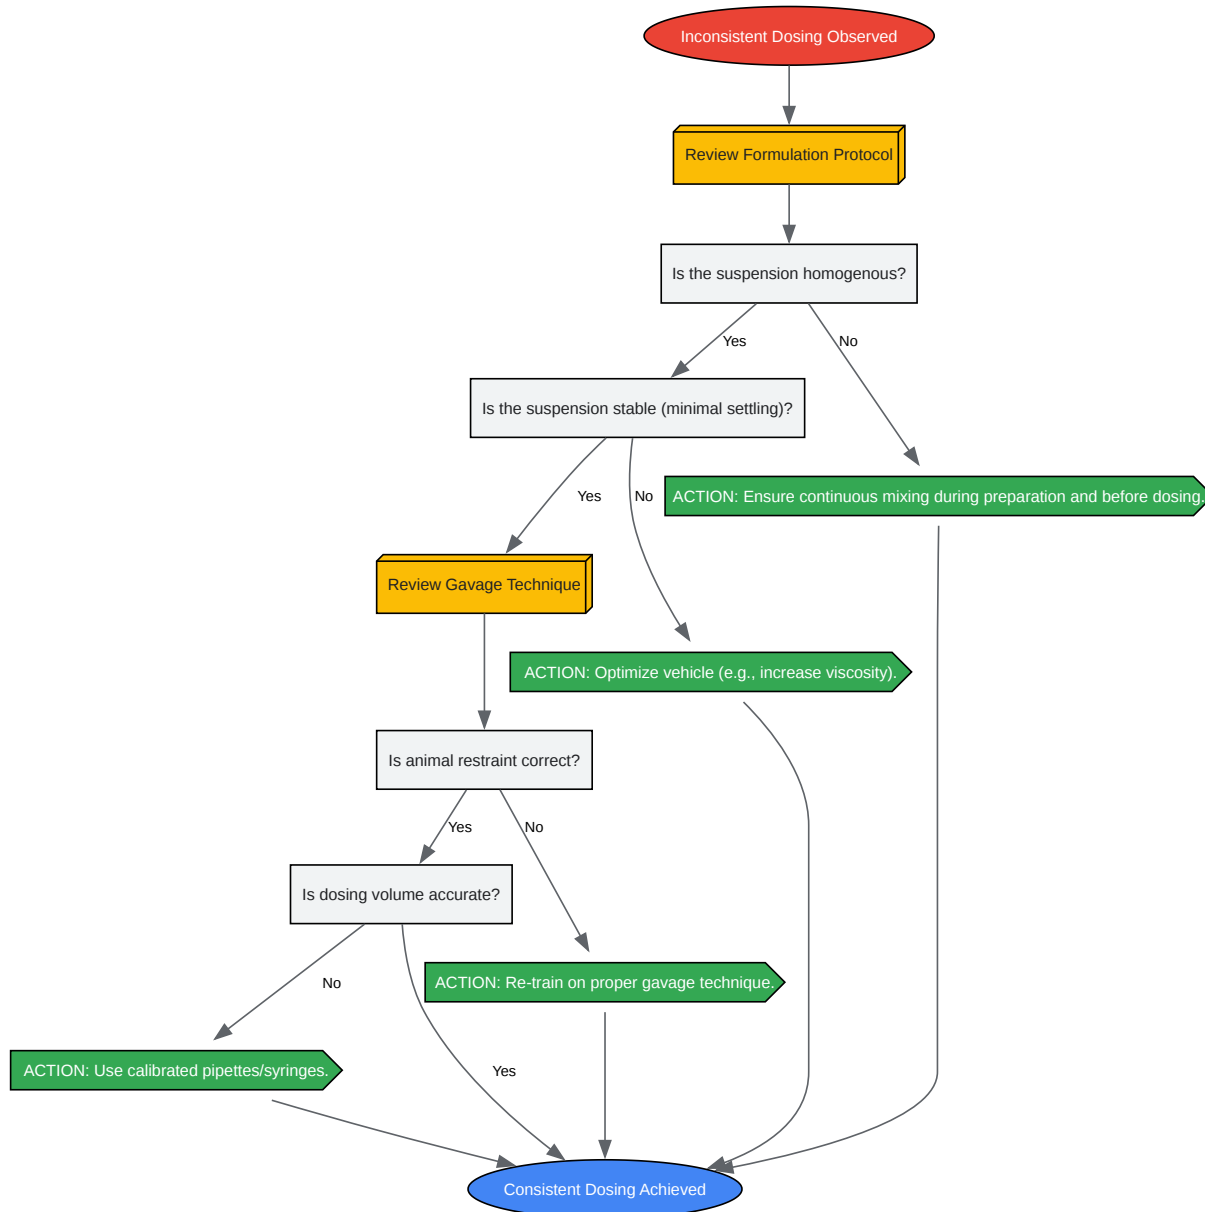 Inconsistent Dosing Observed
Review Formulation Protocol
Is the suspension homogenous?
Yes
No
Is the suspension stable (minimal settling)?
Yes
No
ACTION: Ensure continuous mixing during preparation and before dosing.
Review Gavage Technique
ACTION: Optimize vehicle (e.g., increase viscosity).
Is animal restraint correct?
Yes
No
Is dosing volume accurate?
No
ACTION: Re-train on proper gavage technique.
ACTION: Use calibrated pipettes/syringes.
Yes
Consistent Dosing Achieved